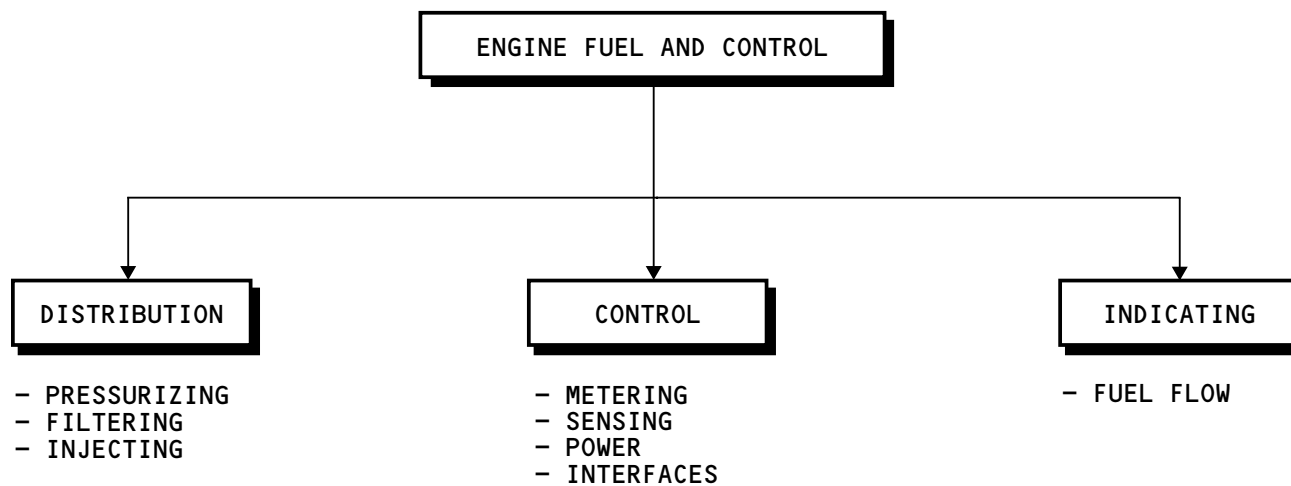 ENGINE FUEL AND CONTROL
DISTRIBUTION
– PRESSURIZING
– FILTERING
– INJECTING
CONTROL
– METERING
– SENSING
– POWER
– INTERFACES
INDICATING
– FUEL FLOW